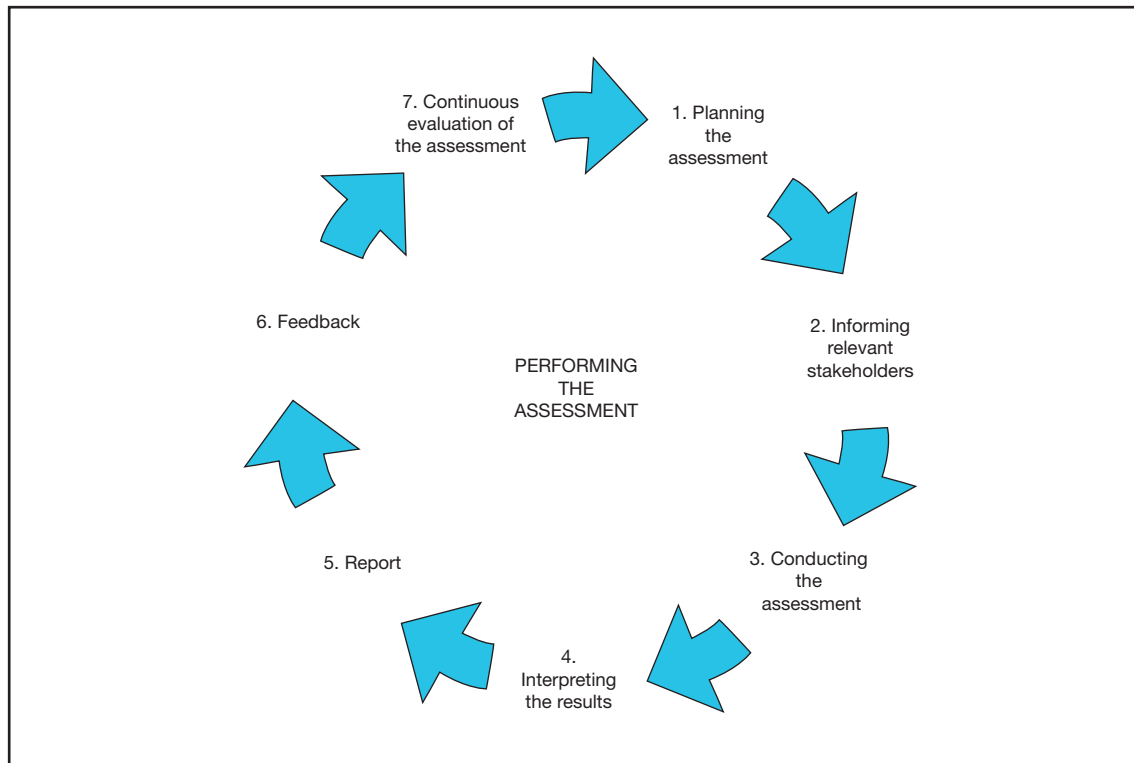 7. Continuous
evaluation of
the assessment
1. Planning
the
assessment
2. Informing
relevant
stakeholders
3. Conducting
the
assessment
4.
Interpreting
the results
5. Report
6. Feedback
PERFORMING
THE
ASSESSMENT